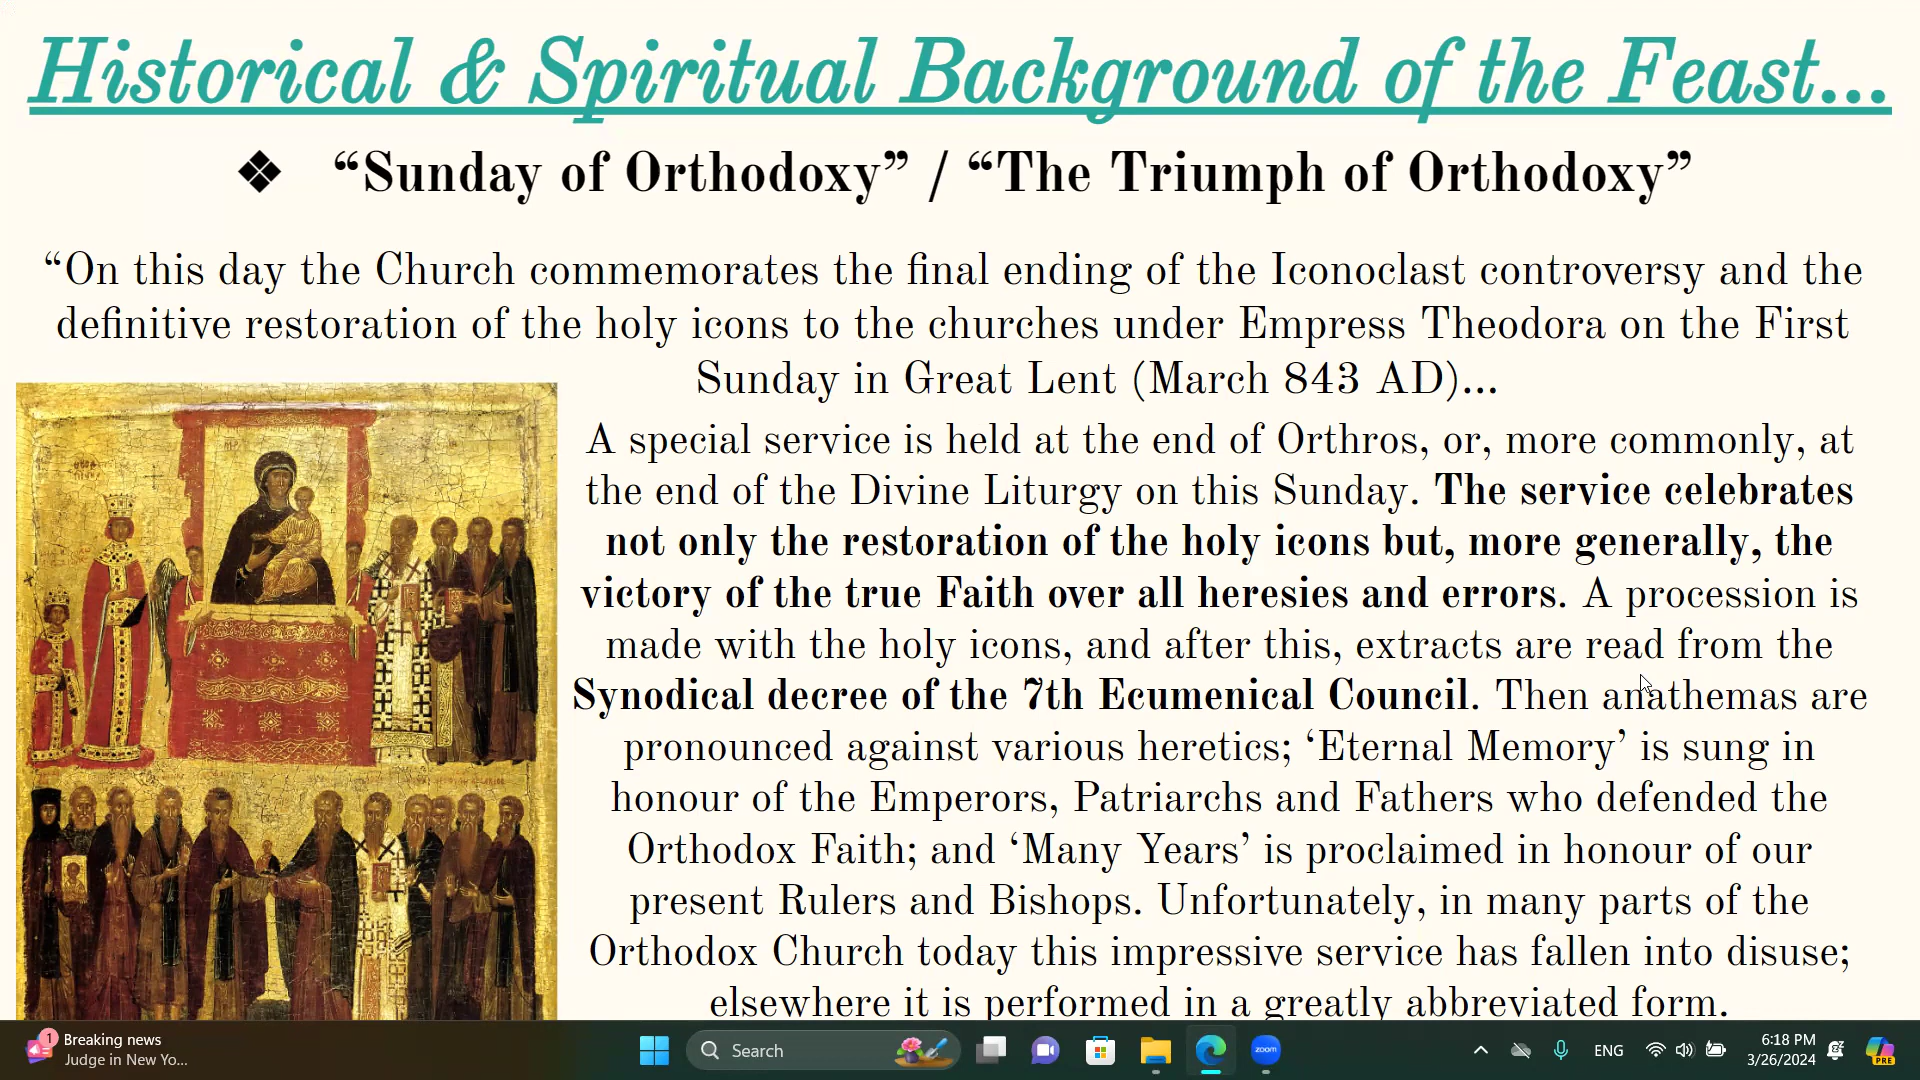 Historical & Spiritual Background of the Feast...
❖ “Sunday of Orthodoxy” / “The Triumph of Orthodoxy”
“On this day the Church commemorates the final ending of the Iconoclast controversy and the
definitive restoration of the holy icons to the churches under Empress Theodora on the First
Sunday in Great Lent (March 843 AD)...
A special service is held at the end of Orthros, or, more commonly, at
the end of the Divine Liturgy on this Sunday. The service celebrates
not only the restoration of the holy icons but, more generally, the
victory of the true Faith over all heresies and errors. A procession is
made with the holy icons, and after this, extracts are read from the
Synodical decree of the 7th Ecumenical Council. Then anathemas are
pronounced against various heretics; ‘Eternal Memory’ is sung in
honour of the Emperors, Patriarchs and Fathers who defended the
Orthodox Faith; and ‘Many Years’ is proclaimed in honour of our
present Rulers and Bishops. Unfortunately, in many parts of the
Orthodox Church today this impressive service has fallen into disuse;
elsewhere it is performed in a greatly abbreviated form.
1
Breaking news
Judge in New Yo...
Search
zoom
ENG
6:18 PM
3/26/2024
PRE